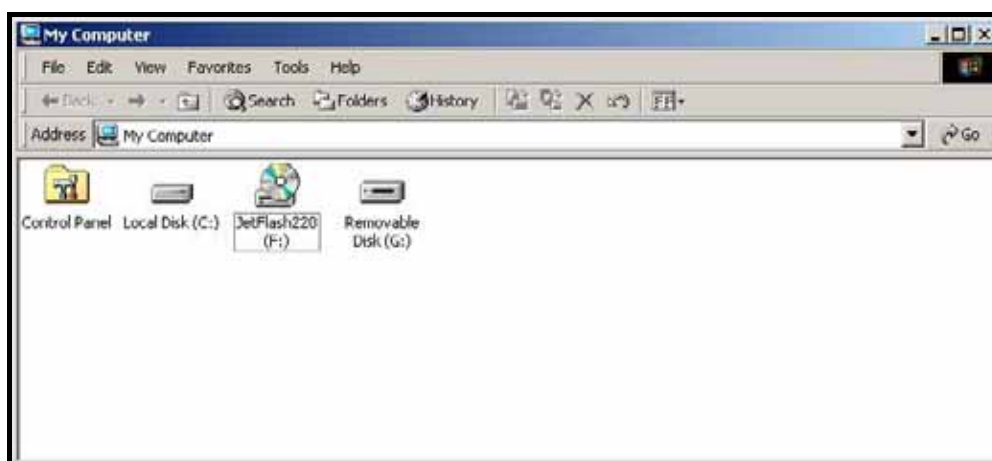 My Computer
File Edit View Favorites Tools Help
Back Search Folders History
Address My Computer Go
Control Panel Local Disk (C:) JetFlash220 Removable
(F:) Disk (G:)